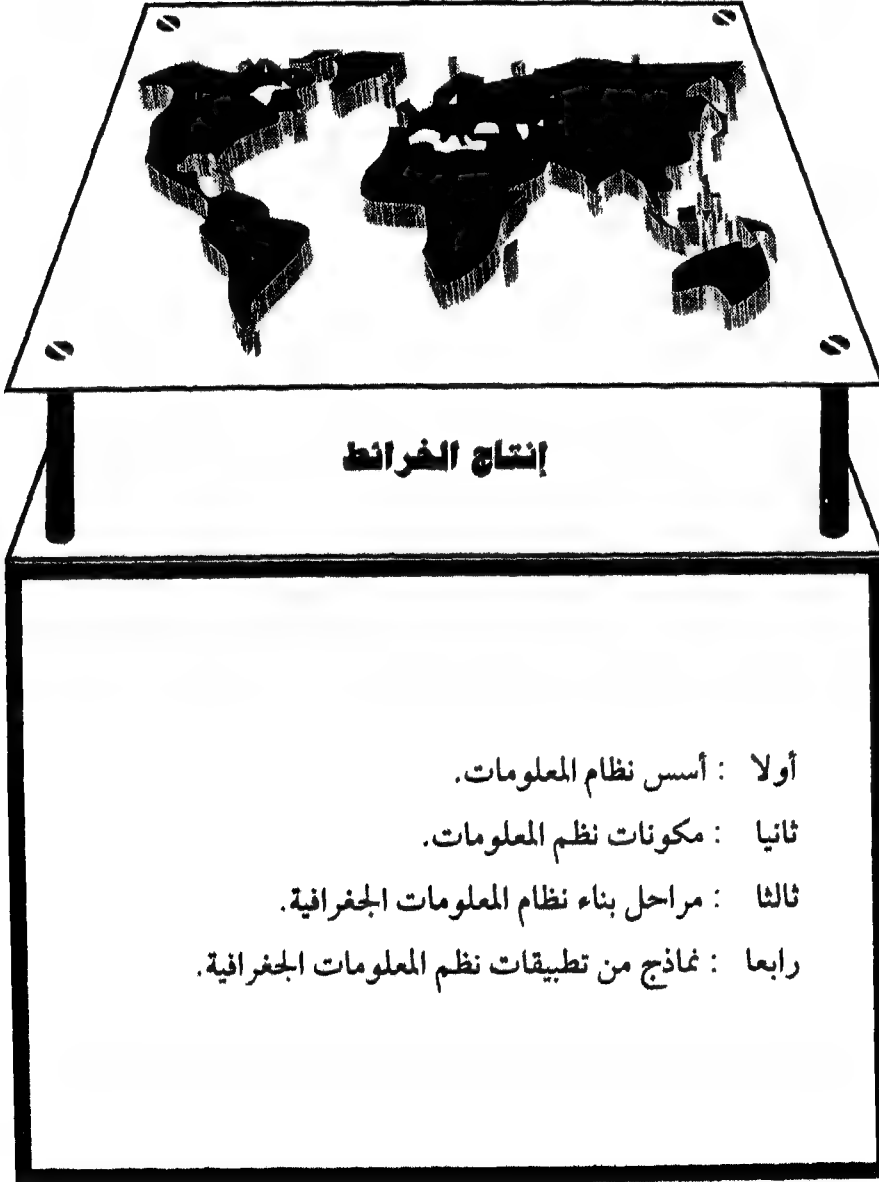 إنتاج الخرائط
أولا : أسس نظام المعلومات.
ثانيا : مكونات نظم المعلومات.
ثالثا : مراحل بناء نظام المعلومات الجغرافية.
رابعا : نماذج من تطبيقات نظم المعلومات الجغرافية.